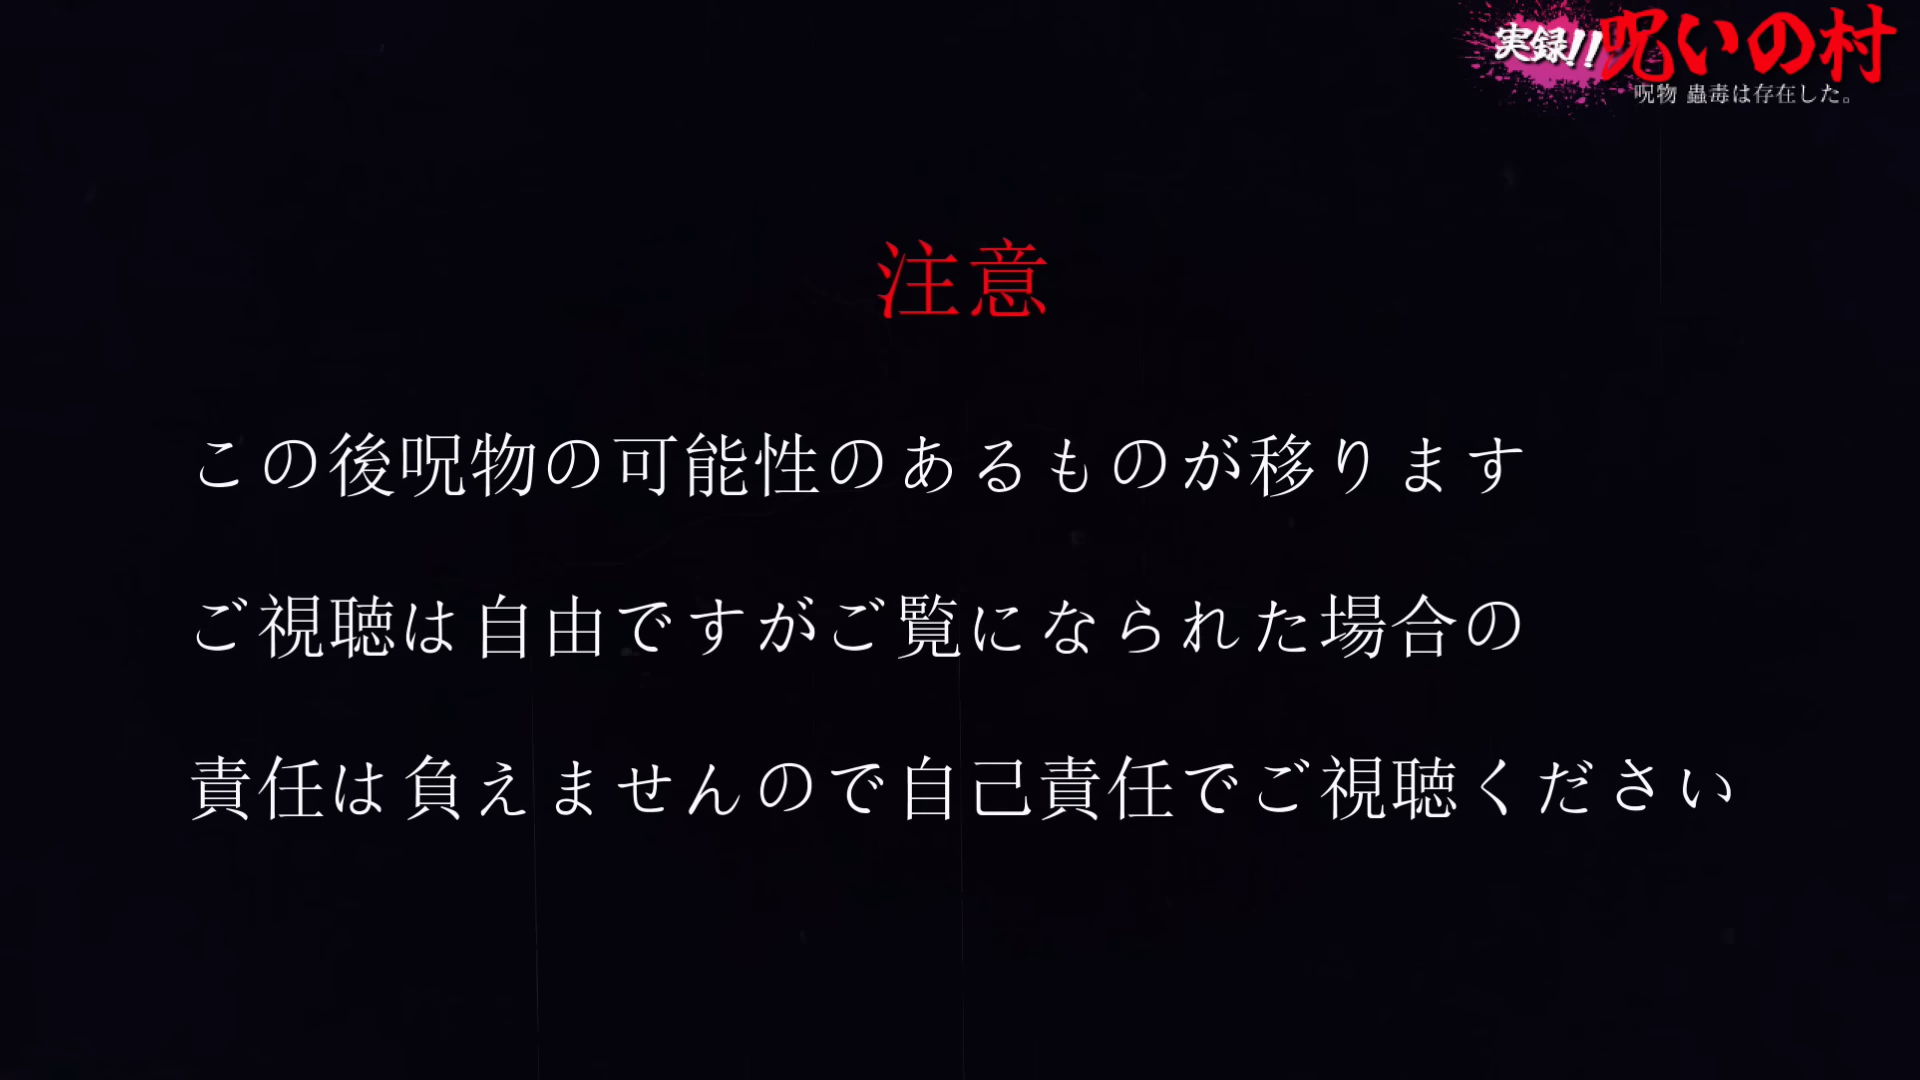 実録!!呪いの村
呪物 蟲毒は存在した。
注意
この後呪物の可能性のあるものが移ります
ご視聴は自由ですがご覧になられた場合の
責任は負えませんので自己責任でご視聴ください